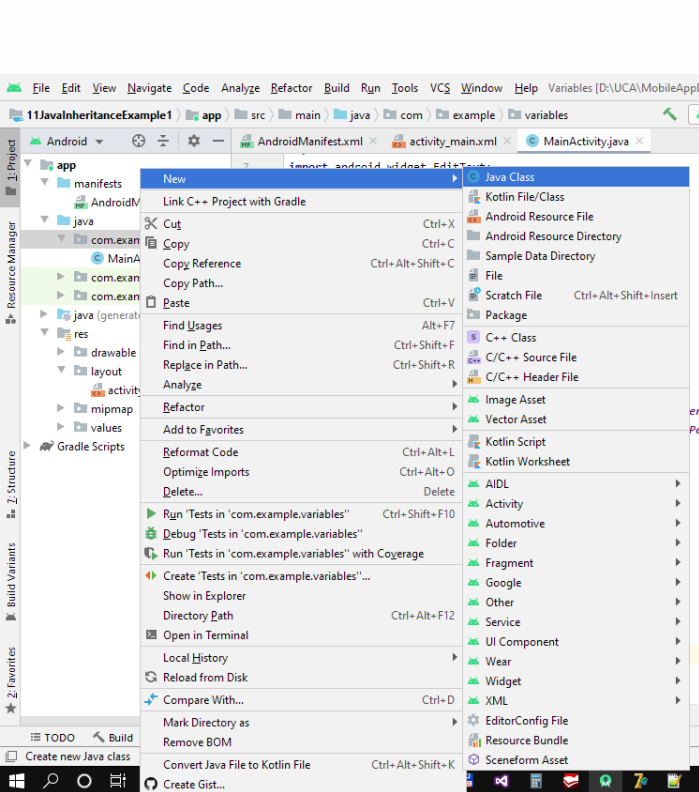 File Edit View Navigate Code Analyze Refactor Build Run Tools VCS Window Help Variables [D:\UCA\MobileAppD
11JavaInheritanceExample1 app src main java com example variables
1: Project
Resource Manager
7: Structure
Build Variants
2: Favorites
Android
AndroidManifest.xml activity_main.xml MainActivity.java
7 import android.widget.EditText;
app
manifests
AndroidM
java
com.exam
MainA
com.exam
com.exam
java (generate
res
drawable
layout
activity
mipmap
values
Gradle Scripts
New
Link C++ Project with Gradle
Cut Ctrl+X
Copy Ctrl+C
Copy Reference Ctrl+Alt+Shift+C
Copy Path...
Paste Ctrl+V
Find Usages Alt+F7
Find in Path... Ctrl+Shift+F
Replace in Path... Ctrl+Shift+R
Analyze
Refactor
Add to Favorites
Reformat Code Ctrl+Alt+L
Optimize Imports Ctrl+Alt+O
Delete... Delete
Run 'Tests in 'com.example.variables'' Ctrl+Shift+F10
Debug 'Tests in 'com.example.variables''
Run 'Tests in 'com.example.variables'' with Coverage
Create 'Tests in 'com.example.variables''...
Show in Explorer
Directory Path Ctrl+Alt+F12
Open in Terminal
Local History
Reload from Disk
Compare With... Ctrl+D
Mark Directory as
Remove BOM
Convert Java File to Kotlin File Ctrl+Alt+Shift+K
Create Gist...
Java Class
Kotlin File/Class
Android Resource File
Android Resource Directory
Sample Data Directory
File
Scratch File Ctrl+Alt+Shift+Insert
Package
C++ Class
C/C++ Source File
C/C++ Header File
Image Asset
Vector Asset
Kotlin Script
Kotlin Worksheet
AIDL
Activity
Automotive
Folder
Fragment
Google
Other
Service
UI Component
Wear
Widget
XML
EditorConfig File
Resource Bundle
Sceneform Asset
er
Pe
TODO Build
Create new Java class